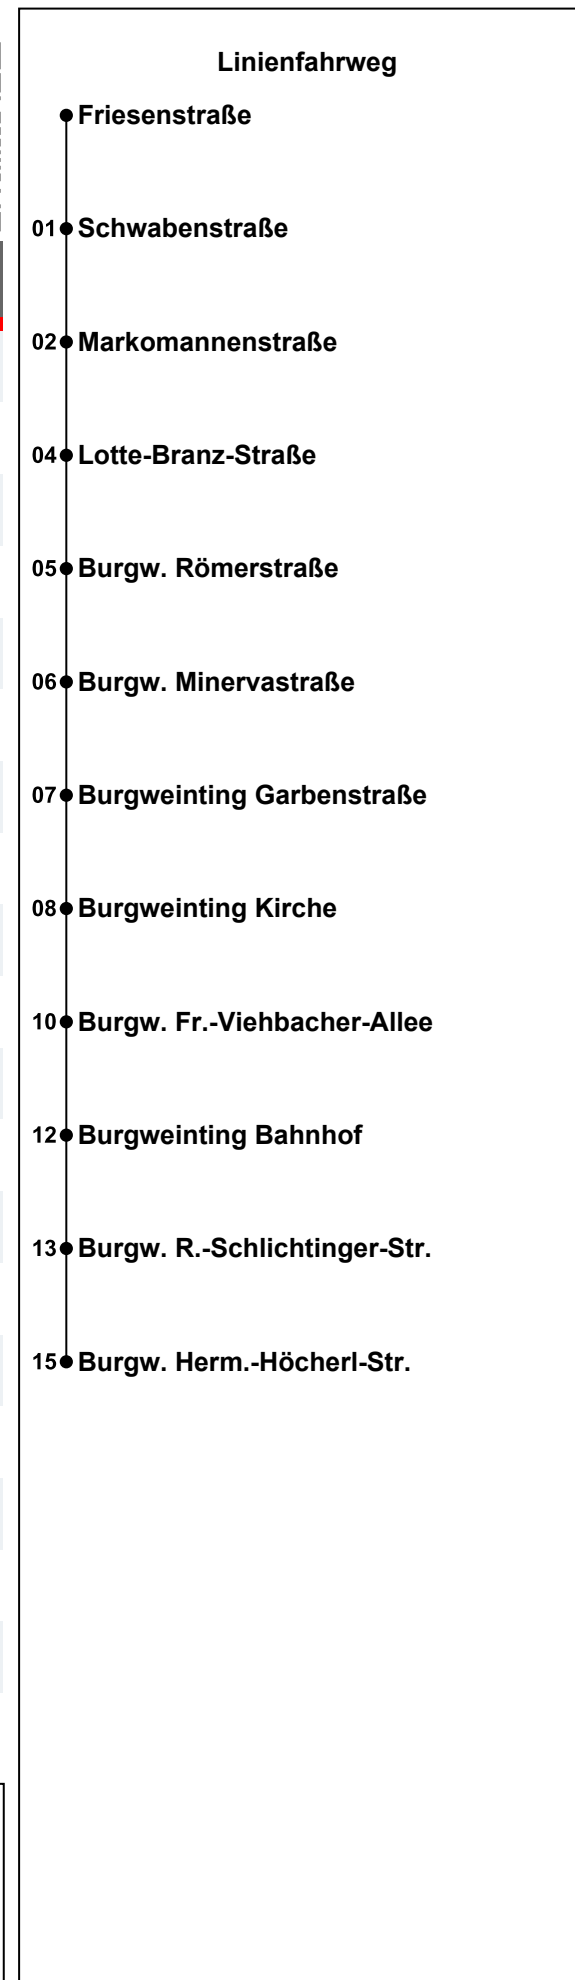 Linienfahrweg
Friesenstraße
01 Schwabenstraße
02 Markomannenstraße
04 Lotte-Branz-Straße
05 Burgw. Römerstraße
06 Burgw. Minervastraße
07 Burgweinting Garbenstraße
08 Burgweinting Kirche
10 Burgw. Fr.-Viehbacher-Allee
12 Burgweinting Bahnhof
13 Burgw. R.-Schlichtinger-Str.
15 Burgw. Herm.-Höcherl-Str.